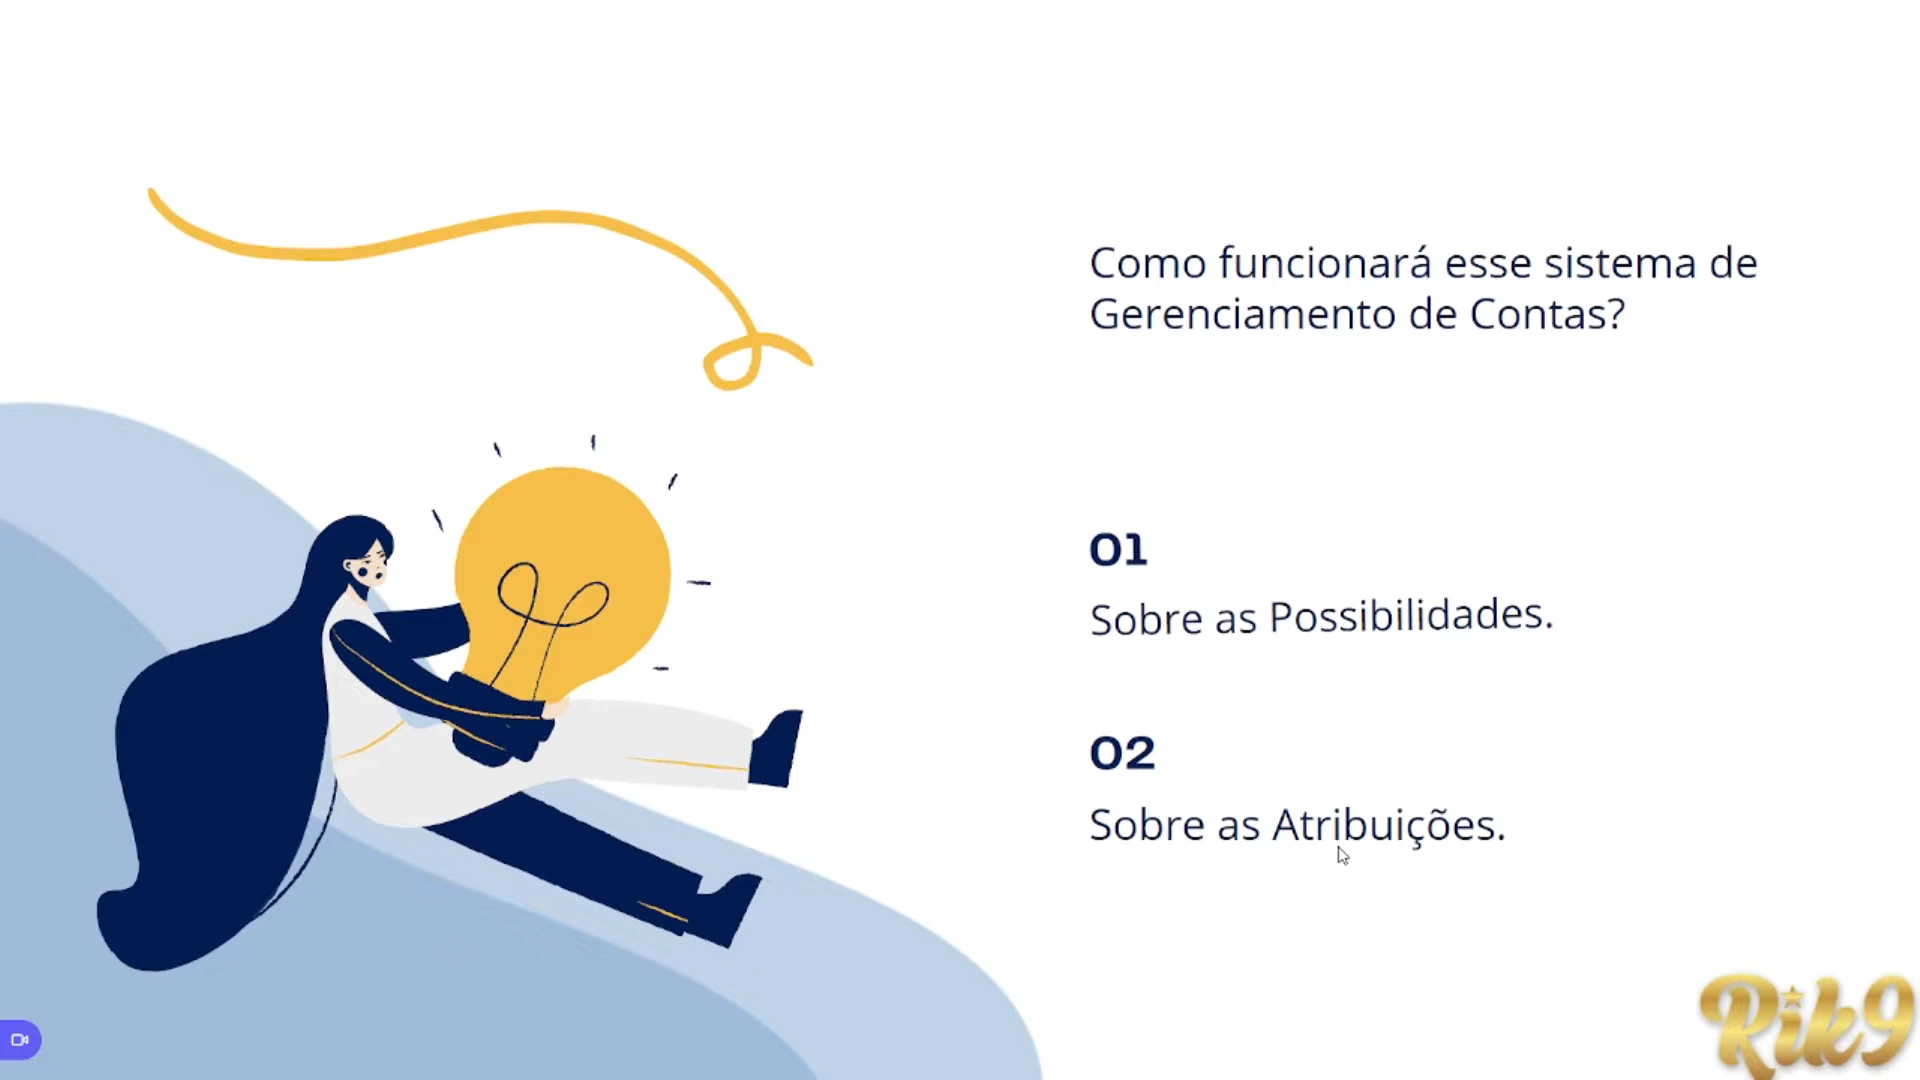 Como funcionará esse sistema de
Gerenciamento de Contas?
01
Sobre as Possibilidades.
02
Sobre as Atribuições.
Rik9